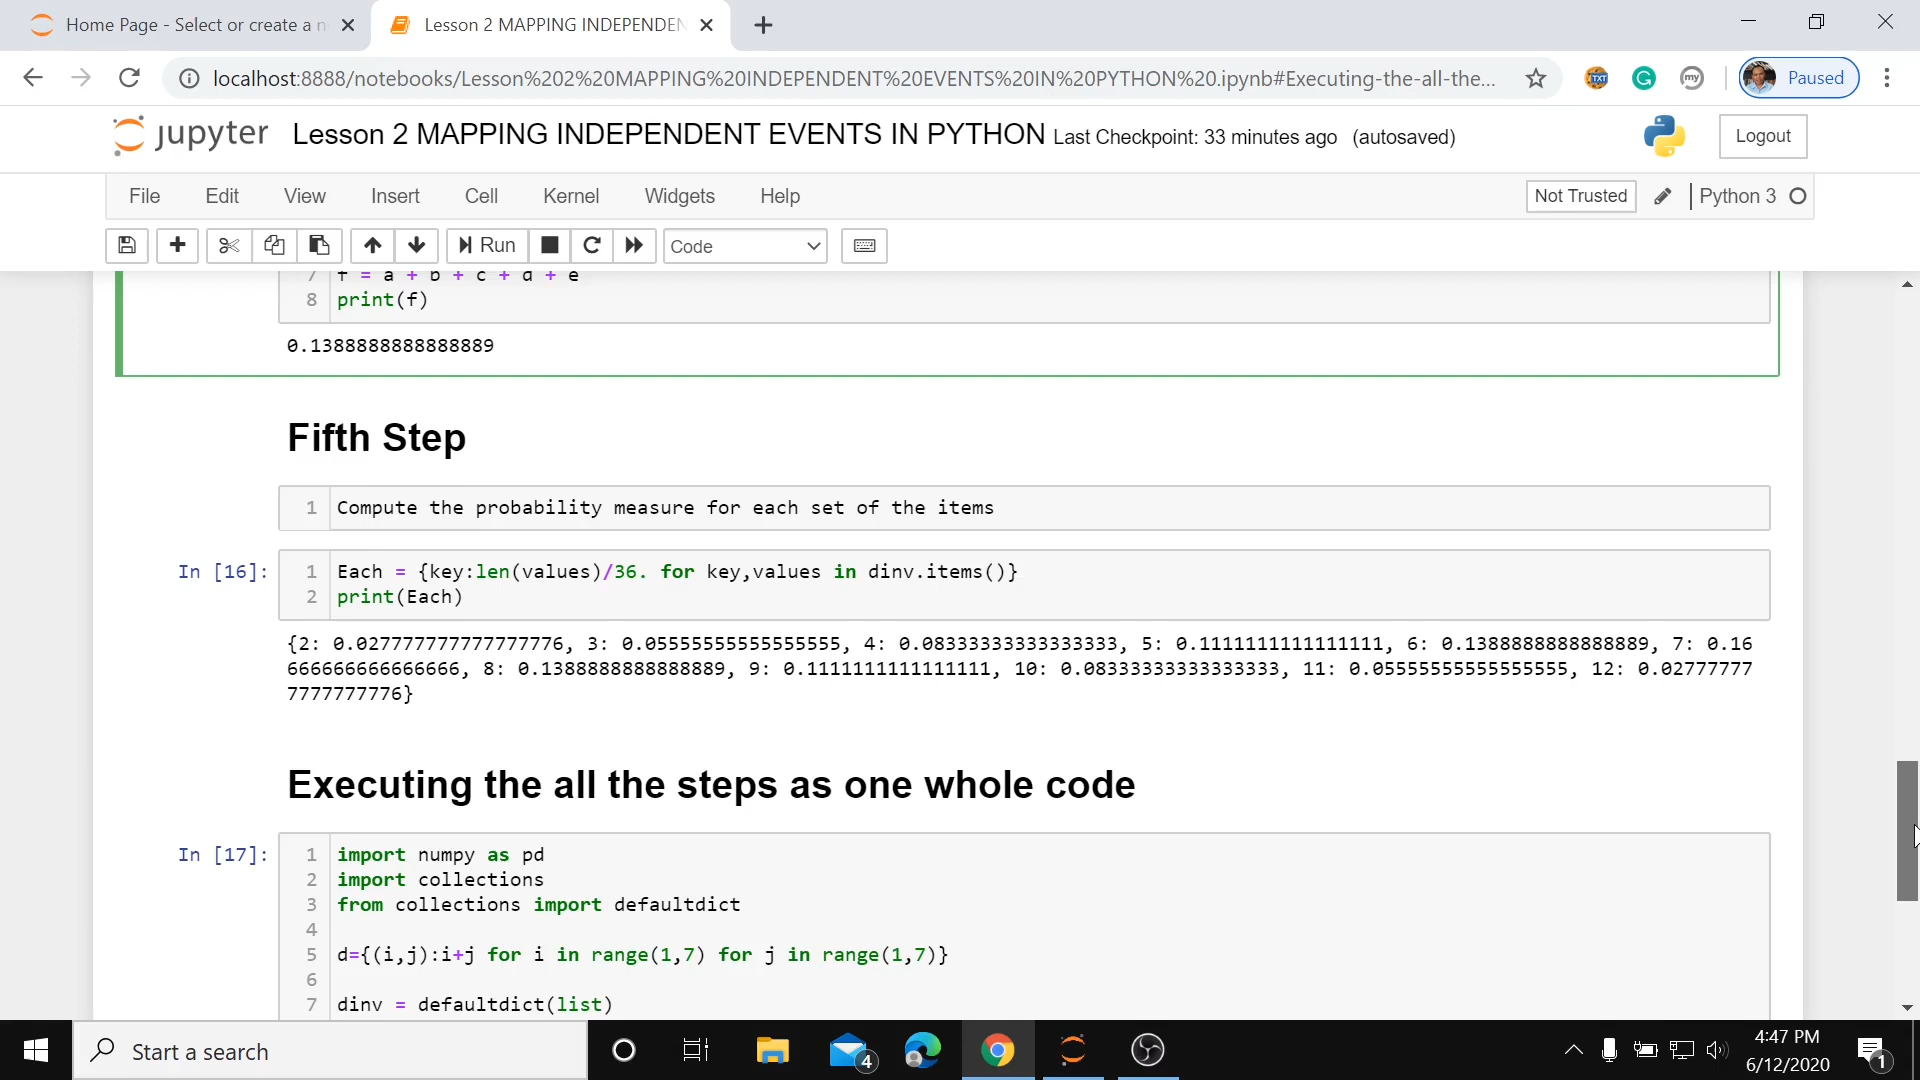 Home Page - Select or create a n
Lesson 2 MAPPING INDEPENDEN
localhost:8888/notebooks/Lesson%202%20MAPPING%20INDEPENDENT%20EVENTS%20IN%20PYTHON%20.ipynb#Executing-the-all-the...
TXT
G
my
Paused
jupyter
Lesson 2 MAPPING INDEPENDENT EVENTS IN PYTHON Last Checkpoint: 33 minutes ago (autosaved)
Logout
File Edit View Insert Cell Kernel Widgets Help
Not Trusted
Python 3
Run
Code
7 f = a + b + c + d + e
8 print(f)
0.1388888888888889
Fifth Step
1 Compute the probability measure for each set of the items
In [16]:
1 Each = {key:len(values)/36. for key,values in dinv.items()}
2 print(Each)
{2: 0.027777777777777776, 3: 0.05555555555555555, 4: 0.08333333333333333, 5: 0.1111111111111111, 6: 0.1388888888888889, 7: 0.16
666666666666666, 8: 0.1388888888888889, 9: 0.1111111111111111, 10: 0.08333333333333333, 11: 0.05555555555555555, 12: 0.02777777
7777777776}
Executing the all the steps as one whole code
In [17]:
1 import numpy as pd
2 import collections
3 from collections import defaultdict
4
5 d={(i,j):i+j for i in range(1,7) for j in range(1,7)}
6
7 dinv = defaultdict(list)
Start a search
4
4:47 PM
6/12/2020
1